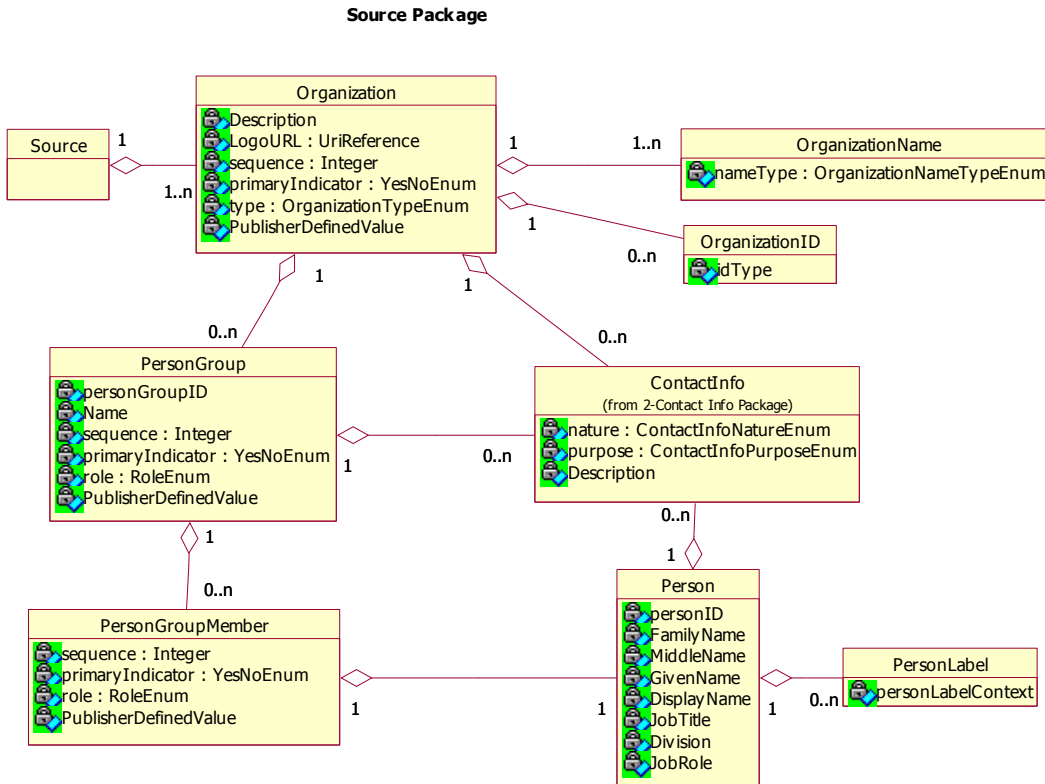 Source Package
Organization
Description
LogoURL : UriReference
sequence : Integer
primaryIndicator : YesNoEnum
type : OrganizationTypeEnum
PublisherDefinedValue
Source
1
1..n
1
1..n
OrganizationName
nameType : OrganizationNameTypeEnum
1
0..n
OrganizationID
idType
1
0..n
1
0..n
PersonGroup
personGroupID
Name
sequence : Integer
primaryIndicator : YesNoEnum
role : RoleEnum
PublisherDefinedValue
1
0..n
ContactInfo
(from 2-Contact Info Package)
nature : ContactInfoNatureEnum
purpose : ContactInfoPurposeEnum
Description
1
0..n
0..n
1
PersonGroupMember
sequence : Integer
primaryIndicator : YesNoEnum
role : RoleEnum
PublisherDefinedValue
1
1
Person
personID
FamilyName
MiddleName
GivenName
DisplayName
JobTitle
Division
JobRole
1
0..n
PersonLabel
personLabelContext